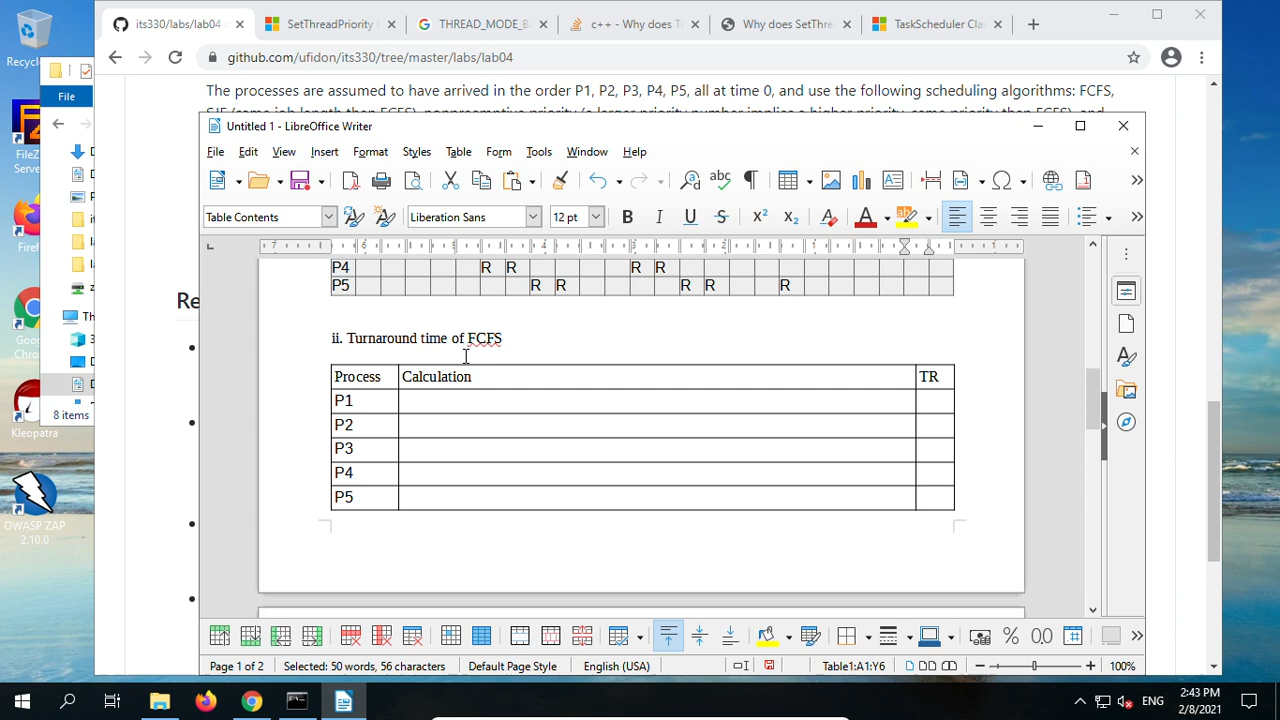 its330/labs/lab04
SetThreadPriority
THREAD_MODE_B
c++ - Why does T
Why does SetThre
TaskScheduler Cla
github.com/ufidon/its330/tree/master/labs/lab04
The processes are assumed to have arrived in the order P1, P2, P3, P4, P5, all at time 0, and use the following scheduling algorithms: FCFS,
Recycl
File
FileZ
Server
Firef
Goo
Chro
8 items
Kleopatra
OWASP ZAP
2.10.0
Re
Untitled 1 - LibreOffice Writer
File Edit View Insert Format Styles Table Form Tools Window Help
Table Contents Liberation Sans 12 pt
P4 R R R R
P5 R R R R R
ii. Turnaround time of FCFS
Process Calculation TR
P1
P2
P3
P4
P5
Page 1 of 2 Selected: 50 words, 56 characters Default Page Style English (USA) Table1:A1:Y6 100%
ENG
2:43 PM
2/8/2021